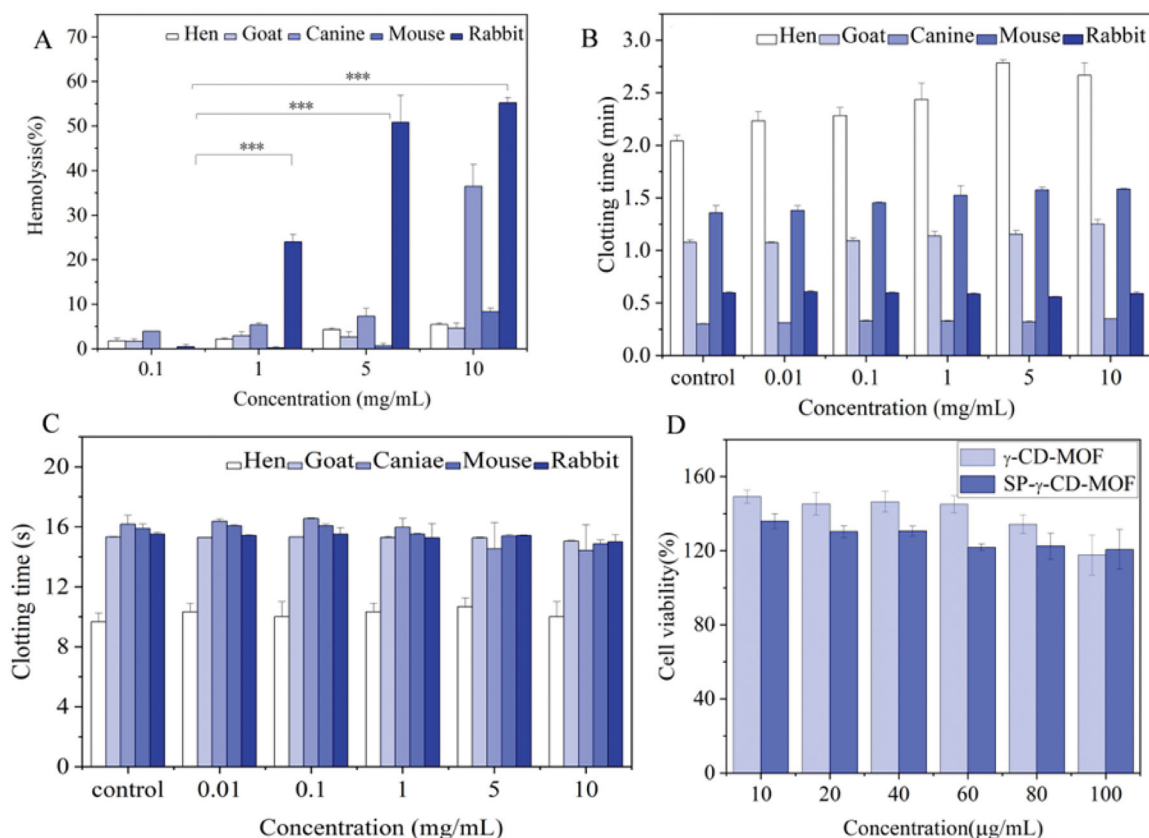 A
Hen Goat Canine Mouse Rabbit
***
***
***
Hemolysis(%)
70
60
50
40
30
20
10
0
0.1 1 5 10
Concentration (mg/mL)
B
Hen Goat Canine Mouse Rabbit
Clotting time (min)
3.0
2.5
2.0
1.5
1.0
0.5
0.0
control 0.01 0.1 1 5 10
Concentration (mg/mL)
C
Hen Goat Caniae Mouse Rabbit
Clotting time (s)
20
16
12
8
4
0
control 0.01 0.1 1 5 10
Concentration (mg/mL)
D
γ-CD-MOF
SP-γ-CD-MOF
Cell viability(%)
160
120
80
40
0
10 20 40 60 80 100
Concentration(μg/mL)